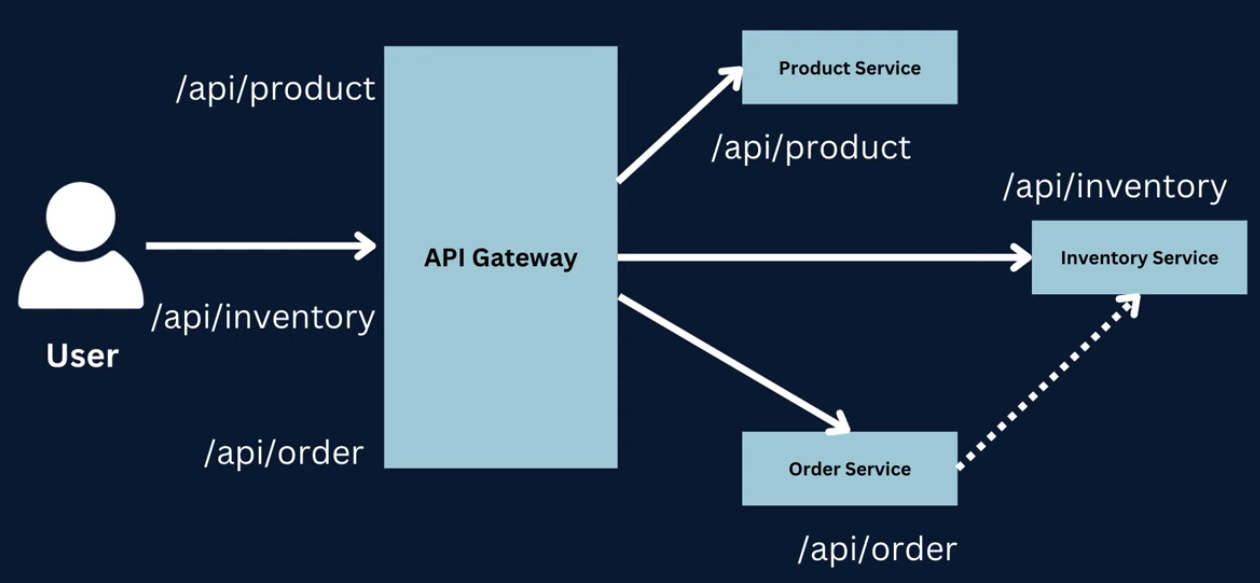 /api/product
Product Service
/api/product
/api/inventory
API Gateway
Inventory Service
/api/inventory
User
/api/order
Order Service
/api/order